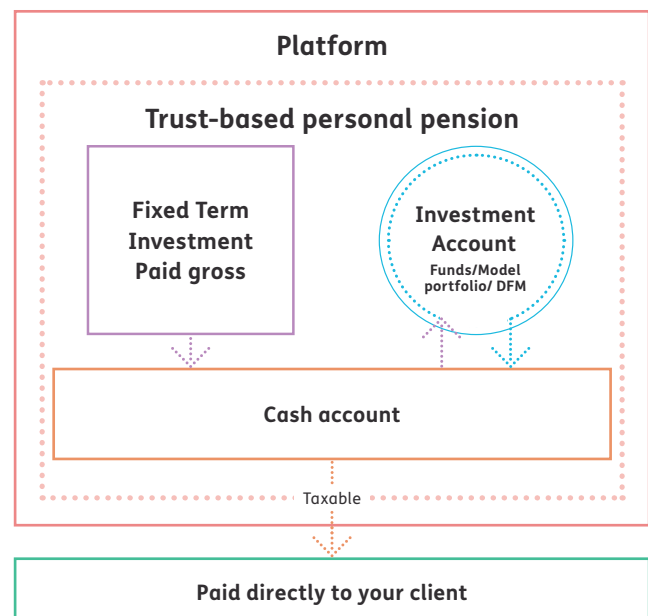 Platform
Trust-based personal pension
Fixed Term
Investment
Paid gross
Investment
Account
Funds/Model
portfolio/ DFM
Cash account
Taxable
Paid directly to your client